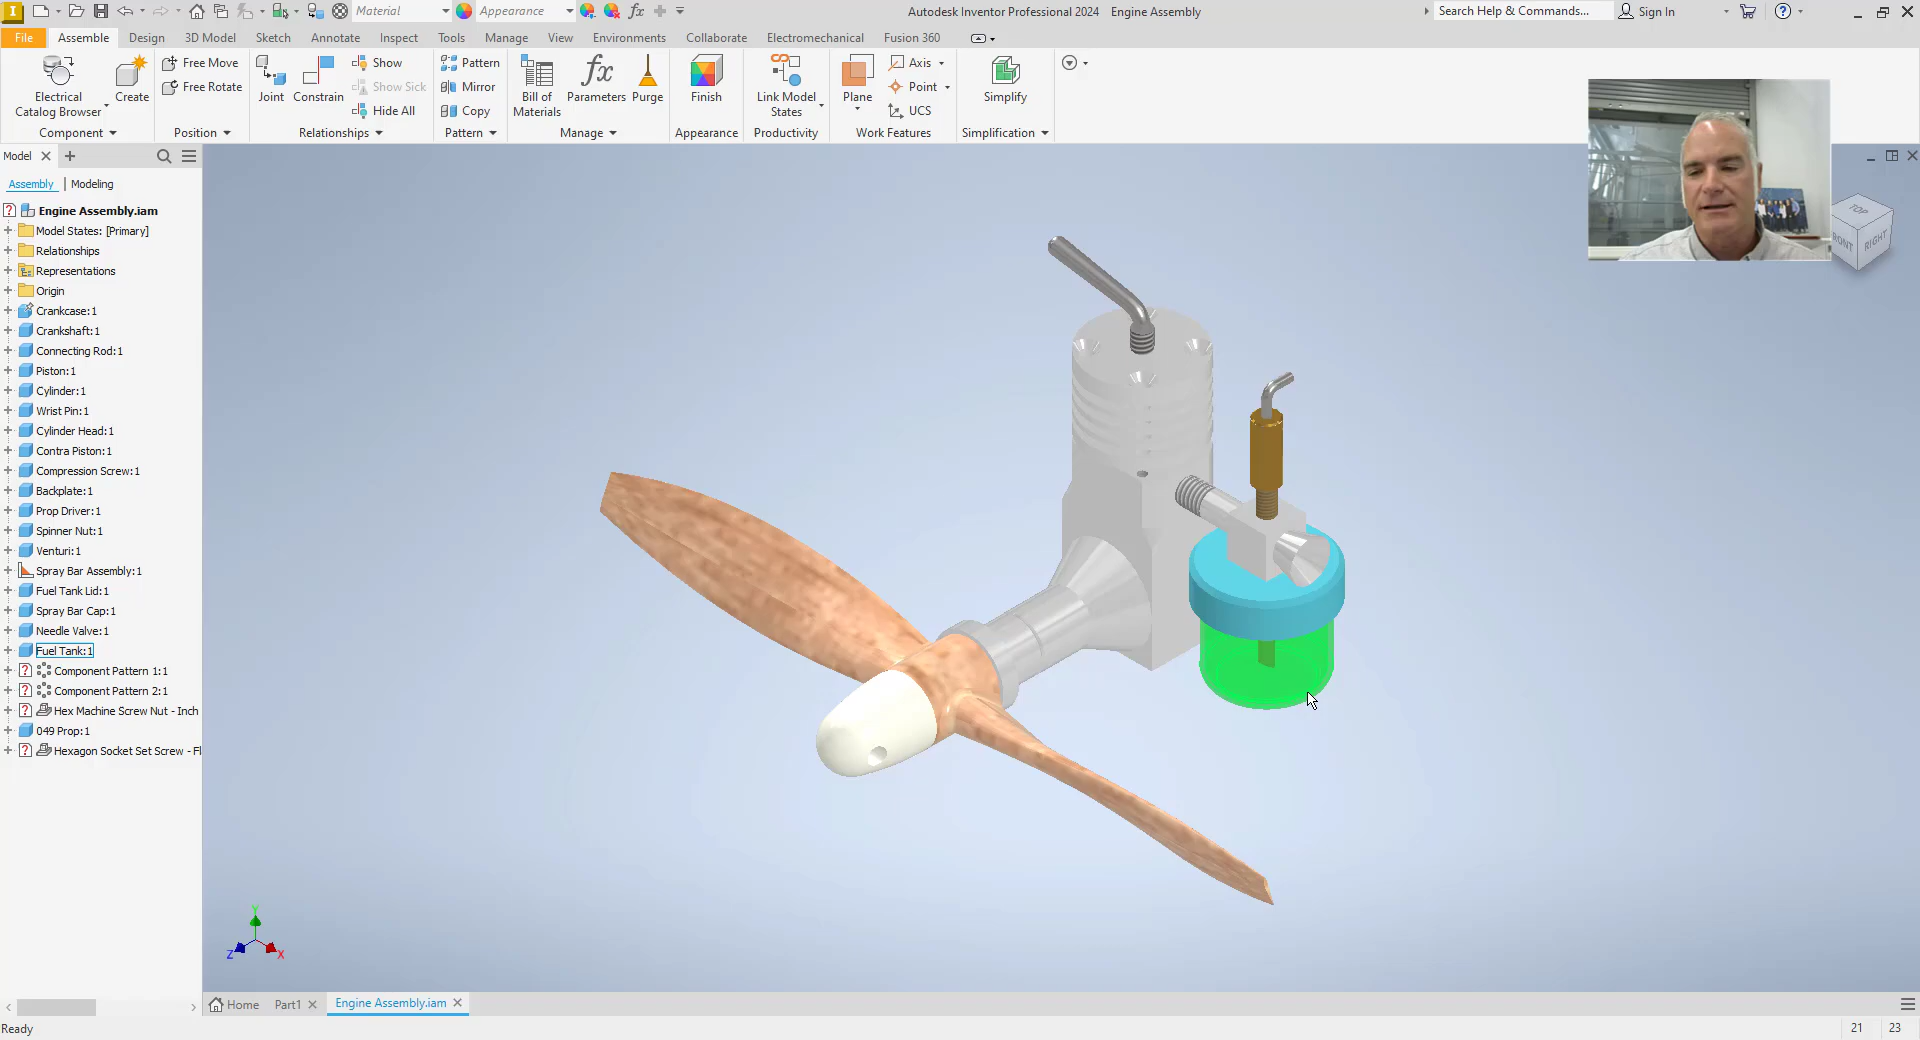 Material
Appearance
Autodesk Inventor Professional 2024 Engine Assembly
Search Help & Commands...
Sign In
File
Assemble
Design
3D Model
Sketch
Annotate
Inspect
Tools
Manage
View
Environments
Collaborate
Electromechanical
Fusion 360
Electrical
Catalog Browser
Create
Component
Free Move
Free Rotate
Position
Joint
Constrain
Show
Show Sick
Hide All
Relationships
Pattern
Mirror
Copy
Pattern
Bill of
Materials
Parameters
Purge
Manage
Finish
Appearance
Link Model
States
Productivity
Plane
Axis
Point
UCS
Work Features
Simplify
Simplification
Model
Assembly | Modeling
Engine Assembly.iam
Model States: [Primary]
Relationships
Representations
Origin
Crankcase:1
Crankshaft:1
Connecting Rod:1
Piston:1
Cylinder:1
Wrist Pin:1
Cylinder Head:1
Contra Piston:1
Compression Screw:1
Backplate:1
Prop Driver:1
Spinner Nut:1
Venturi:1
Spray Bar Assembly:1
Fuel Tank Lid:1
Spray Bar Cap:1
Needle Valve:1
Fuel Tank:1
Component Pattern 1:1
Component Pattern 2:1
Hex Machine Screw Nut - Inch
049 Prop:1
Hexagon Socket Set Screw - Fl
TOP
RONT
RIGHT
Y
Z
X
Home
Part1
Engine Assembly.iam
Ready
21
23